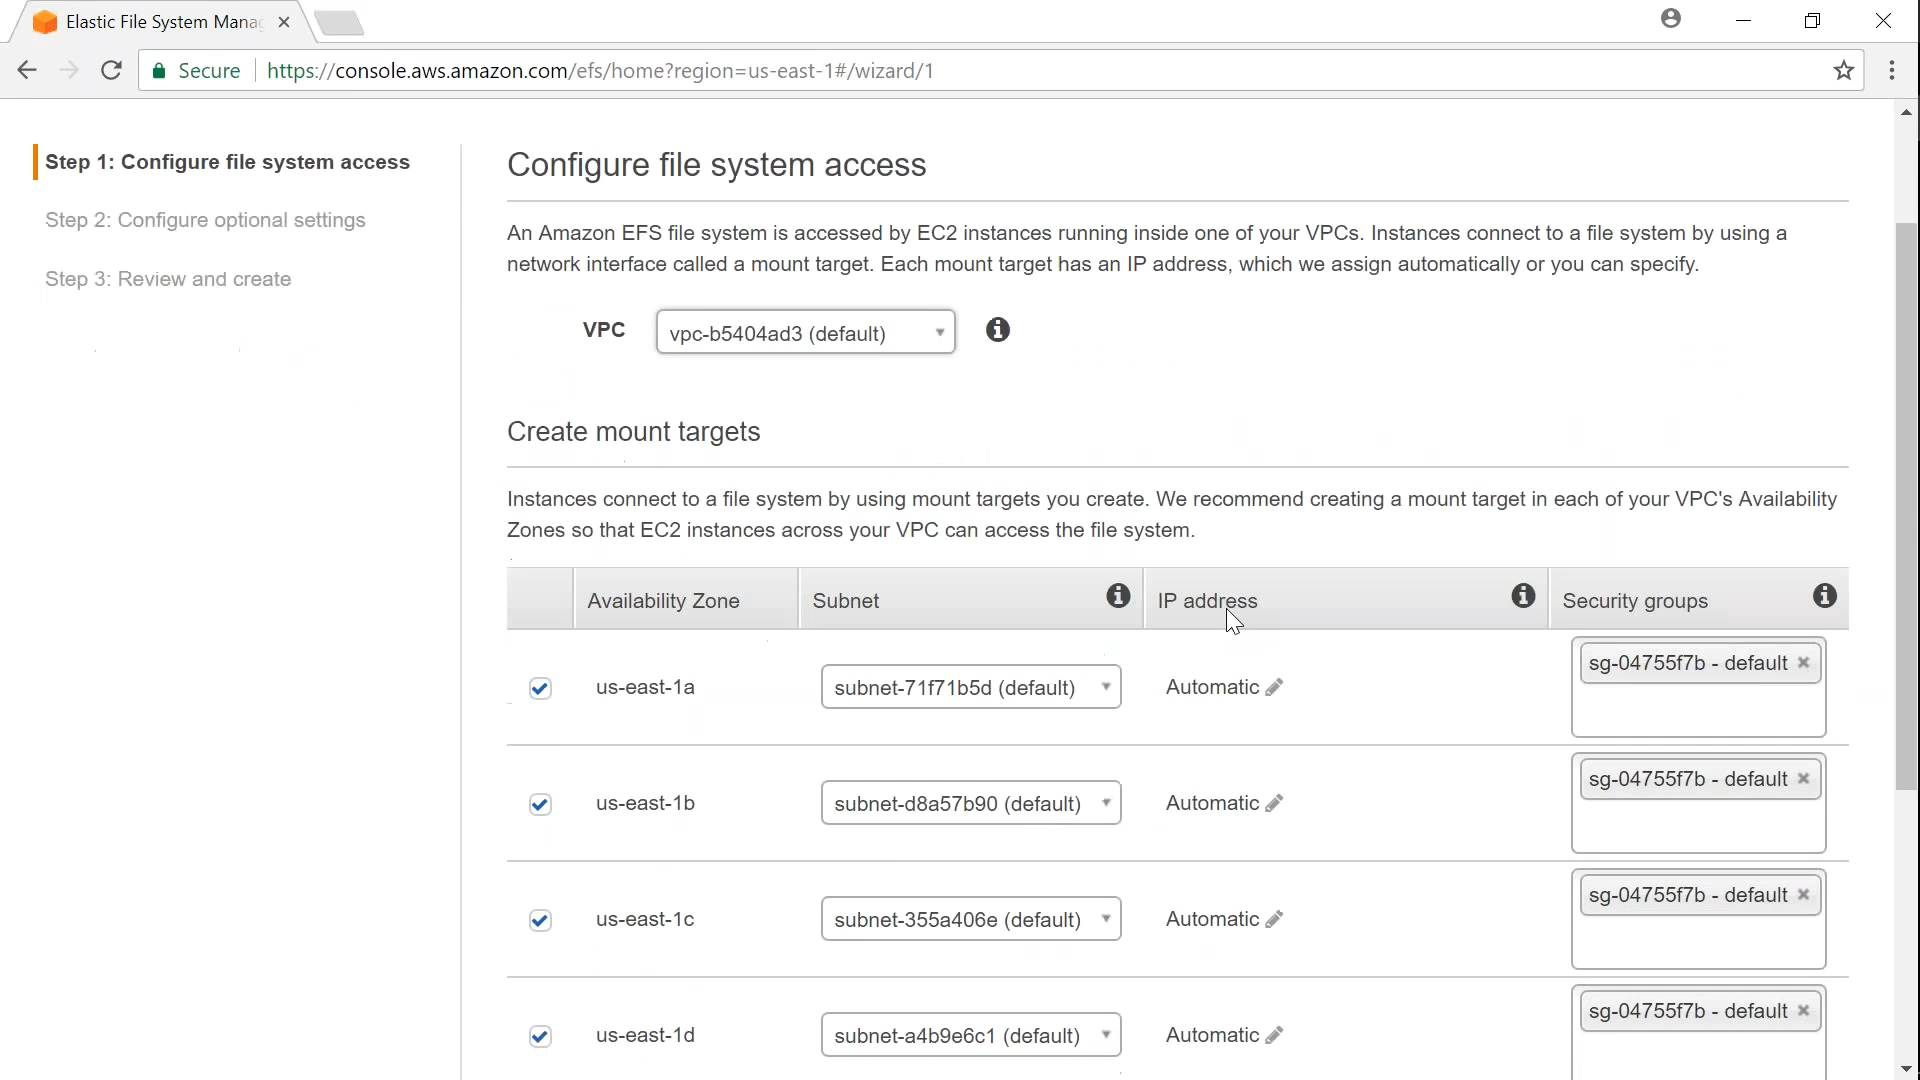 Elastic File System Mana
Secure https://console.aws.amazon.com/efs/home?region=us-east-1#/wizard/1
Step 1: Configure file system access
Step 2: Configure optional settings
Step 3: Review and create
Configure file system access
An Amazon EFS file system is accessed by EC2 instances running inside one of your VPCs. Instances connect to a file system by using a
network interface called a mount target. Each mount target has an IP address, which we assign automatically or you can specify.
VPC vpc-b5404ad3 (default)
Create mount targets
Instances connect to a file system by using mount targets you create. We recommend creating a mount target in each of your VPC's Availability
Zones so that EC2 instances across your VPC can access the file system.
Availability Zone Subnet IP address Security groups
us-east-1a subnet-71f71b5d (default) Automatic sg-04755f7b - default
us-east-1b subnet-d8a57b90 (default) Automatic sg-04755f7b - default
us-east-1c subnet-355a406e (default) Automatic sg-04755f7b - default
us-east-1d subnet-a4b9e6c1 (default) Automatic sg-04755f7b - default